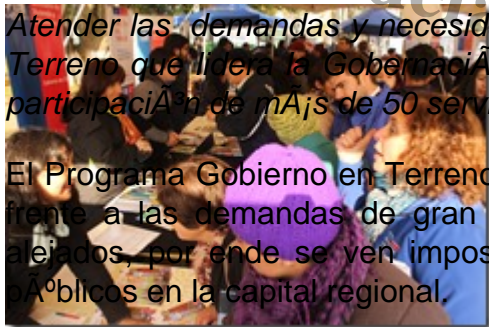 Atender las demandas y necesid
Terreno que lidera la GobernaciÃ
participaciÃ³n de mÃ¡s de 50 serv
El Programa Gobierno en Terreno
frente a las demandas de gran
alejados, por ende se ven impos
pÃºblicos en la capital regional.